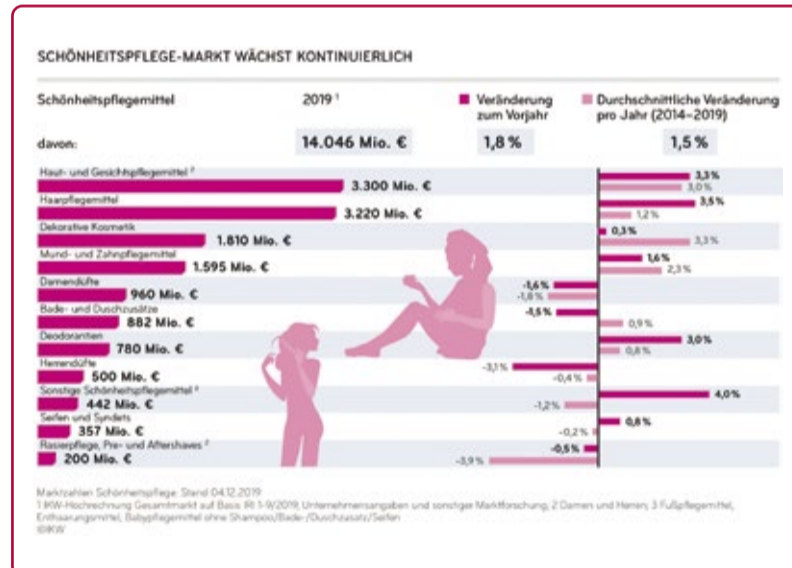 SCHÖNHEITSPFLEGE-MARKT WÄCHST KONTINUIERLICH
Schönheitspflegemittel 2019 ¹ Veränderung zum Vorjahr Durchschnittliche Veränderung pro Jahr (2014–2019)
davon: 14.046 Mio. € 1,8 % 1,5 %
Haut- und Gesichtspflegemittel ²
3.300 Mio. € 3,3 % 3,0 %
Haarpflegemittel
3.220 Mio. € 3,5 % 1,2 %
Dekorative Kosmetik
1.810 Mio. € 0,3 % 3,3 %
Mund- und Zahnpflegemittel
1.595 Mio. € 1,6 % 2,3 %
Damendüfte
960 Mio. € -1,6 % -1,8 %
Bade- und Duschzusätze
882 Mio. € -1,5 % 0,9 %
Deodorantien
780 Mio. € 3,0 % 0,8 %
Herrendüfte
500 Mio. € -3,1 % -0,4 %
Sonstige Schönheitspflegemittel ³
442 Mio. € 4,0 % -1,2 %
Seifen und Syndets
357 Mio. € 0,8 % -0,2 %
Rasierpflege, Pre- und Aftershaves ²
200 Mio. € -0,5 % -3,9 %
Marktzahlen Schönheitspflege: Stand 04.12.2019
1 IKW-Hochrechnung Gesamtmarkt auf Basis IRI 1-9/2019, Unternehmensangaben und sonstiger Marktforschung; 2 Damen und Herren; 3 Fußpflegemittel,
Enthaarungsmittel, Babypflegemittel ohne Shampoo/Bade-/Duschzusatz/Seifen
©IKW